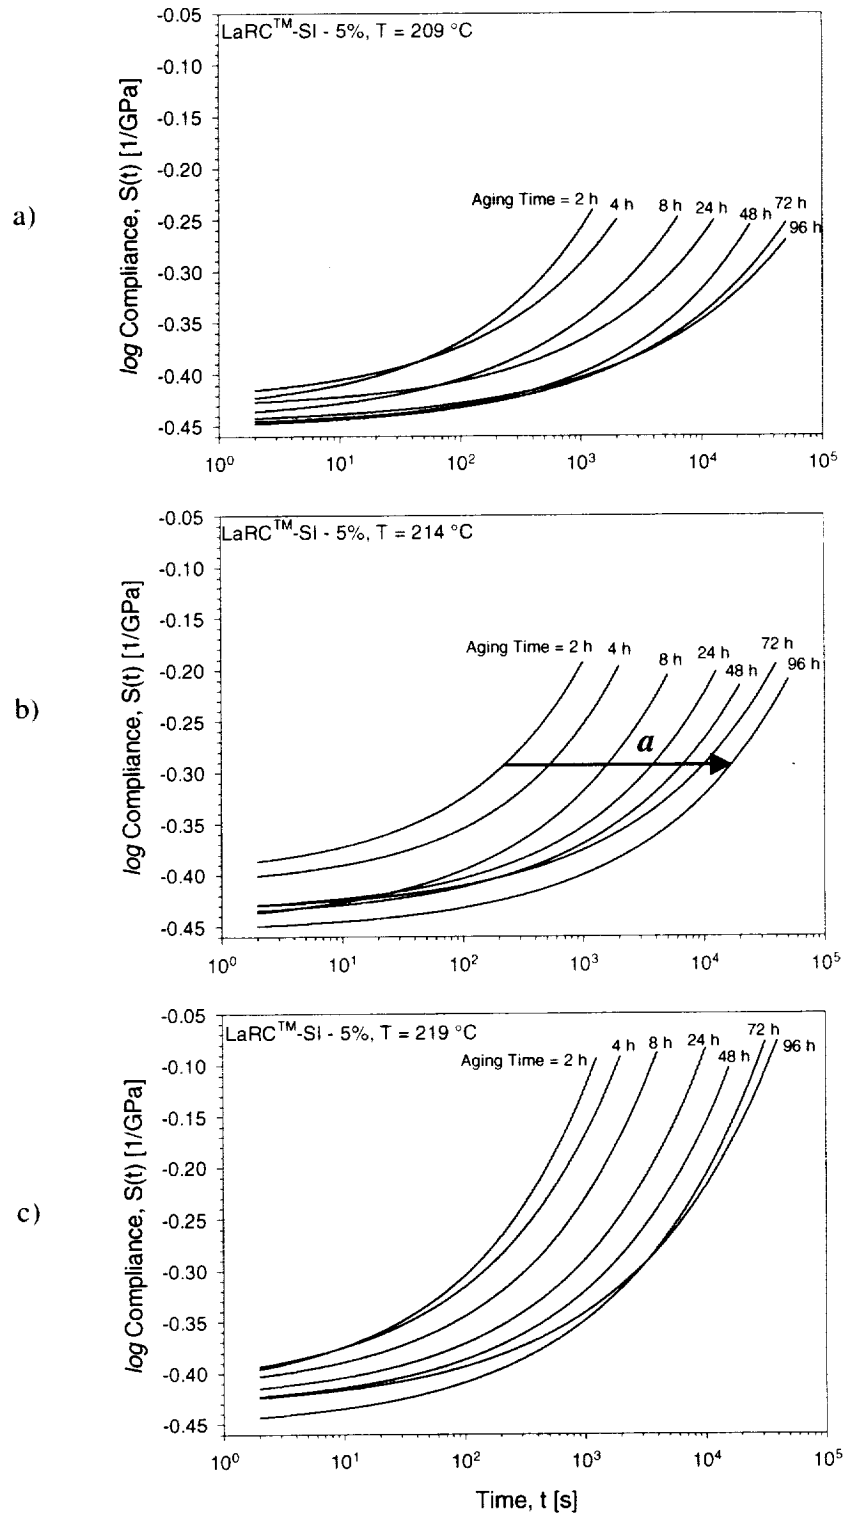 a)
LaRC™-SI - 5%, T = 209 °C
log Compliance, S(t) [1/GPa]
-0.05
-0.10
-0.15
-0.20
-0.25
-0.30
-0.35
-0.40
-0.45
Aging Time = 2 h 4 h 8 h 24 h 48 h 72 h 96 h
10⁰ 10¹ 10² 10³ 10⁴ 10⁵
b)
LaRC™-SI - 5%, T = 214 °C
log Compliance, S(t) [1/GPa]
-0.05
-0.10
-0.15
-0.20
-0.25
-0.30
-0.35
-0.40
-0.45
Aging Time = 2 h 4 h 8 h 24 h 48 h 72 h 96 h
a
10⁰ 10¹ 10² 10³ 10⁴ 10⁵
c)
LaRC™-SI - 5%, T = 219 °C
log Compliance, S(t) [1/GPa]
-0.05
-0.10
-0.15
-0.20
-0.25
-0.30
-0.35
-0.40
-0.45
Aging Time = 2 h 4 h 8 h 24 h 48 h 72 h 96 h
10⁰ 10¹ 10² 10³ 10⁴ 10⁵
Time, t [s]